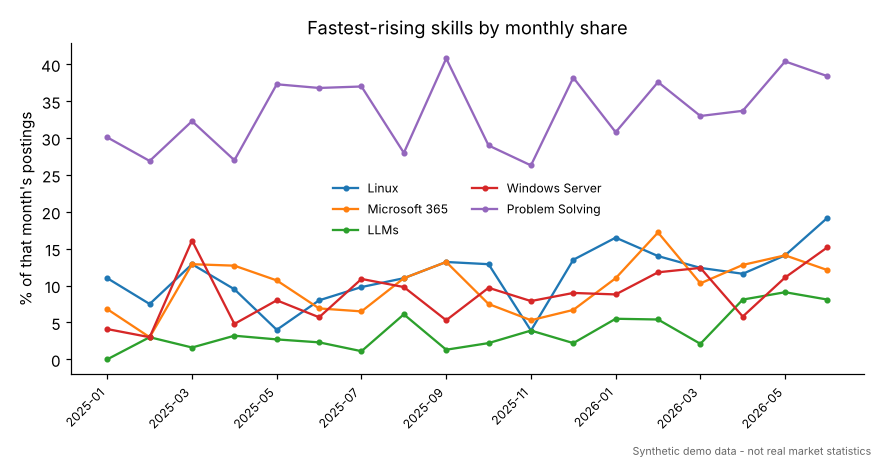 Fastest-rising skills by monthly share
% of that month's postings
40
35
30
25
20
15
10
5
0
Linux
Microsoft 365
LLMs
Windows Server
Problem Solving
2025-01
2025-03
2025-05
2025-07
2025-09
2025-11
2026-01
2026-03
2026-05
Synthetic demo data - not real market statistics